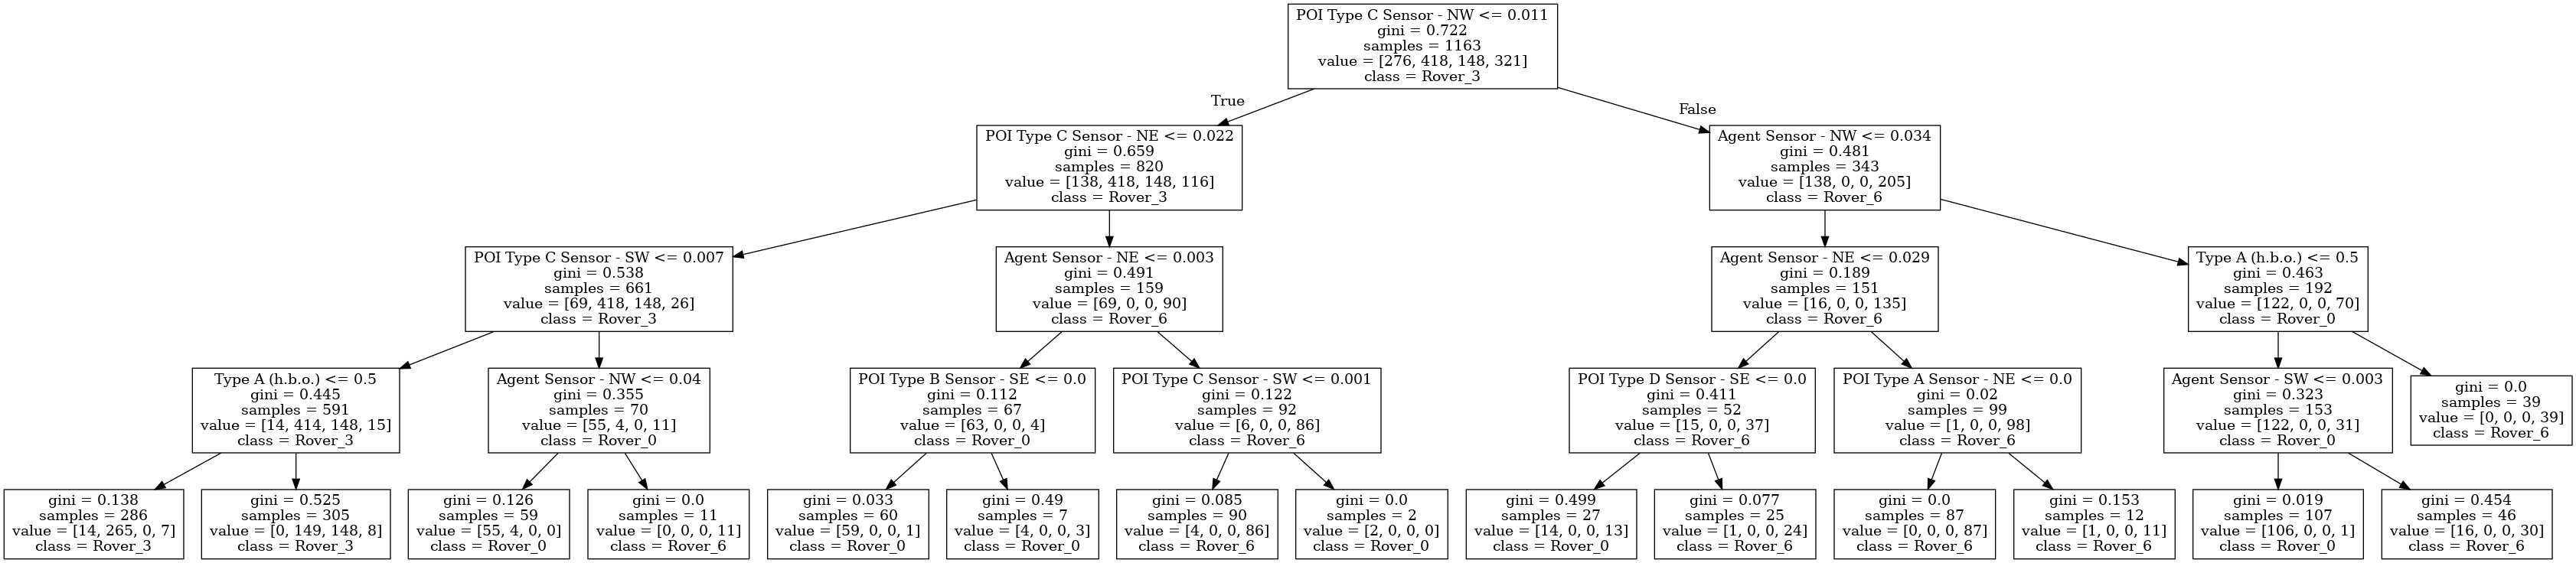 POI Type C Sensor - NW <= 0.011
gini = 0.722
samples = 1163
value = [276, 418, 148, 321]
class = Rover_3
True
False
POI Type C Sensor - NE <= 0.022
gini = 0.659
samples = 820
value = [138, 418, 148, 116]
class = Rover_3
Agent Sensor - NW <= 0.034
gini = 0.481
samples = 343
value = [138, 0, 0, 205]
class = Rover_6
POI Type C Sensor - SW <= 0.007
gini = 0.538
samples = 661
value = [69, 418, 148, 26]
class = Rover_3
Agent Sensor - NE <= 0.003
gini = 0.491
samples = 159
value = [69, 0, 0, 90]
class = Rover_6
Agent Sensor - NE <= 0.029
gini = 0.189
samples = 151
value = [16, 0, 0, 135]
class = Rover_6
Type A (h.b.o.) <= 0.5
gini = 0.463
samples = 192
value = [122, 0, 0, 70]
class = Rover_0
Type A (h.b.o.) <= 0.5
gini = 0.445
samples = 591
value = [14, 414, 148, 15]
class = Rover_3
Agent Sensor - NW <= 0.04
gini = 0.355
samples = 70
value = [55, 4, 0, 11]
class = Rover_0
POI Type B Sensor - SE <= 0.0
gini = 0.112
samples = 67
value = [63, 0, 0, 4]
class = Rover_0
POI Type C Sensor - SW <= 0.001
gini = 0.122
samples = 92
value = [6, 0, 0, 86]
class = Rover_6
POI Type D Sensor - SE <= 0.0
gini = 0.411
samples = 52
value = [15, 0, 0, 37]
class = Rover_6
POI Type A Sensor - NE <= 0.0
gini = 0.02
samples = 99
value = [1, 0, 0, 98]
class = Rover_6
Agent Sensor - SW <= 0.003
gini = 0.323
samples = 153
value = [122, 0, 0, 31]
class = Rover_0
gini = 0.0
samples = 39
value = [0, 0, 0, 39]
class = Rover_6
gini = 0.138
samples = 286
value = [14, 265, 0, 7]
class = Rover_3
gini = 0.525
samples = 305
value = [0, 149, 148, 8]
class = Rover_3
gini = 0.126
samples = 59
value = [55, 4, 0, 0]
class = Rover_0
gini = 0.0
samples = 11
value = [0, 0, 0, 11]
class = Rover_6
gini = 0.033
samples = 60
value = [59, 0, 0, 1]
class = Rover_0
gini = 0.49
samples = 7
value = [4, 0, 0, 3]
class = Rover_0
gini = 0.085
samples = 90
value = [4, 0, 0, 86]
class = Rover_6
gini = 0.0
samples = 2
value = [2, 0, 0, 0]
class = Rover_0
gini = 0.499
samples = 27
value = [14, 0, 0, 13]
class = Rover_0
gini = 0.077
samples = 25
value = [1, 0, 0, 24]
class = Rover_6
gini = 0.0
samples = 87
value = [0, 0, 0, 87]
class = Rover_6
gini = 0.153
samples = 12
value = [1, 0, 0, 11]
class = Rover_6
gini = 0.019
samples = 107
value = [106, 0, 0, 1]
class = Rover_0
gini = 0.454
samples = 46
value = [16, 0, 0, 30]
class = Rover_6